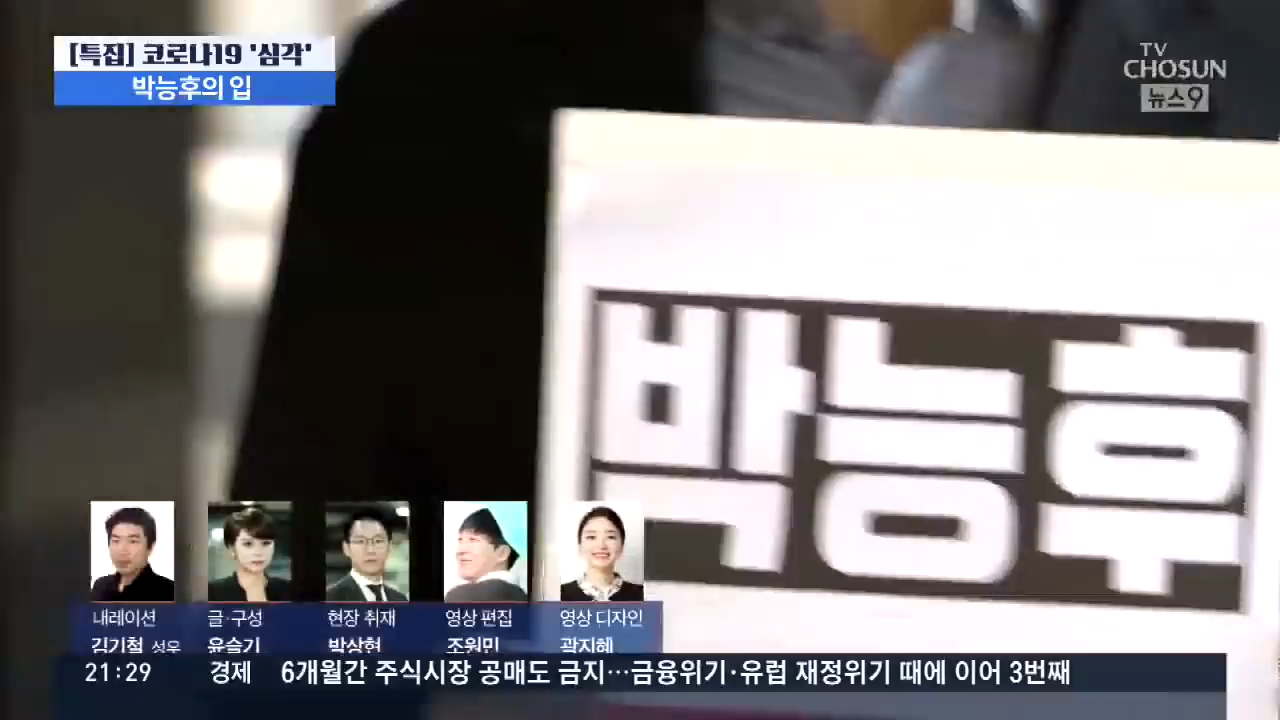 [특집] 코로나19 '심각'
박능후의 입
TV
CHOSUN
뉴스9
박능후
내레이션
김기철 성우
글·구성
윤슬기
현장 취재
박상현
영상 편집
조원민
영상 디자인
곽지혜
21:29 경제 6개월간 주식시장 공매도 금지…금융위기·유럽 재정위기 때에 이어 3번째